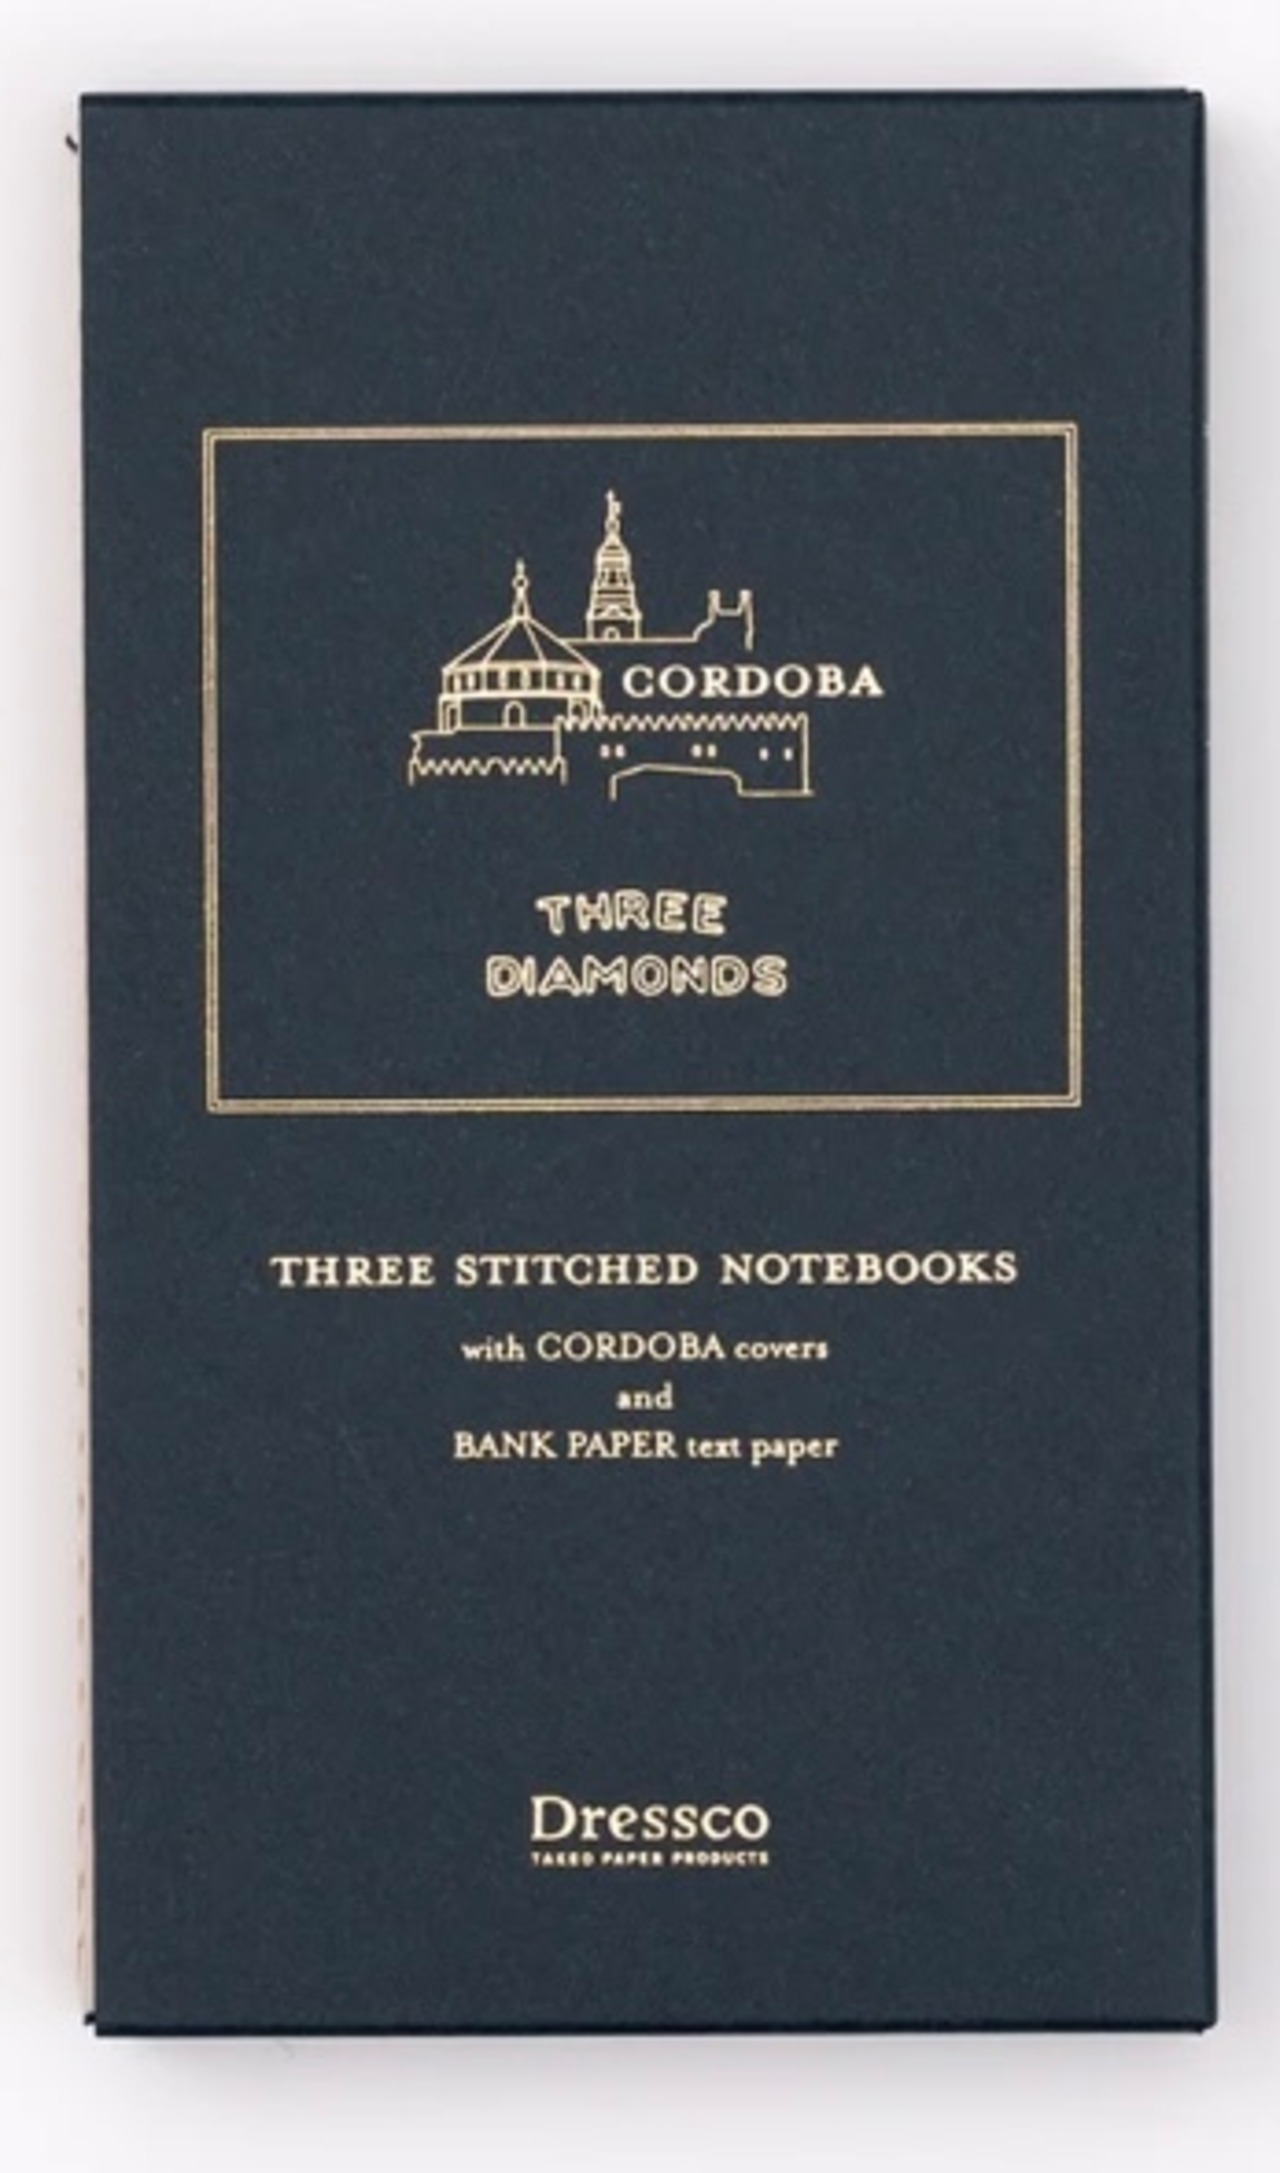 CORDOBA
THREE
DIAMONDS
THREE STITCHED NOTEBOOKS
with CORDOBA covers
and
BANK PAPER text paper
Dressco
TAKEO PAPER PRODUCTS